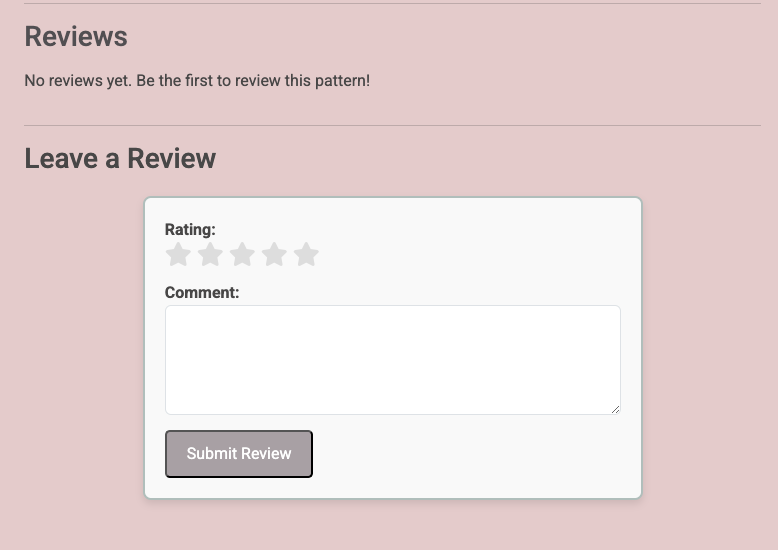 Reviews
No reviews yet. Be the first to review this pattern!
Leave a Review
Rating:
Comment:
Submit Review